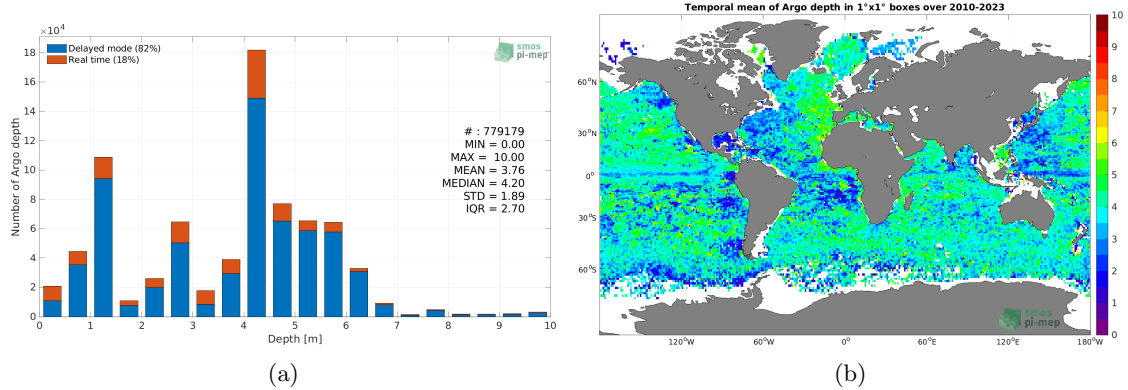 ×10⁴
Delayed mode (82%)
Real time (18%)
smos
pi-mep
18
16
14
12
10
8
6
4
2
0
Number of Argo depth
# : 779179
MIN = 0.00
MAX = 10.00
MEAN = 3.76
MEDIAN = 4.20
STD = 1.89
IQR = 2.70
0 1 2 3 4 5 6 7 8 9 10
Depth [m]
(a)
Temporal mean of Argo depth in 1°x1° boxes over 2010-2023
60°N
30°N
0°
30°S
60°S
120°W 60°W 0° 60°E 120°E 180°W
smos
pi-mep
10
9
8
7
6
5
4
3
2
1
0
(b)